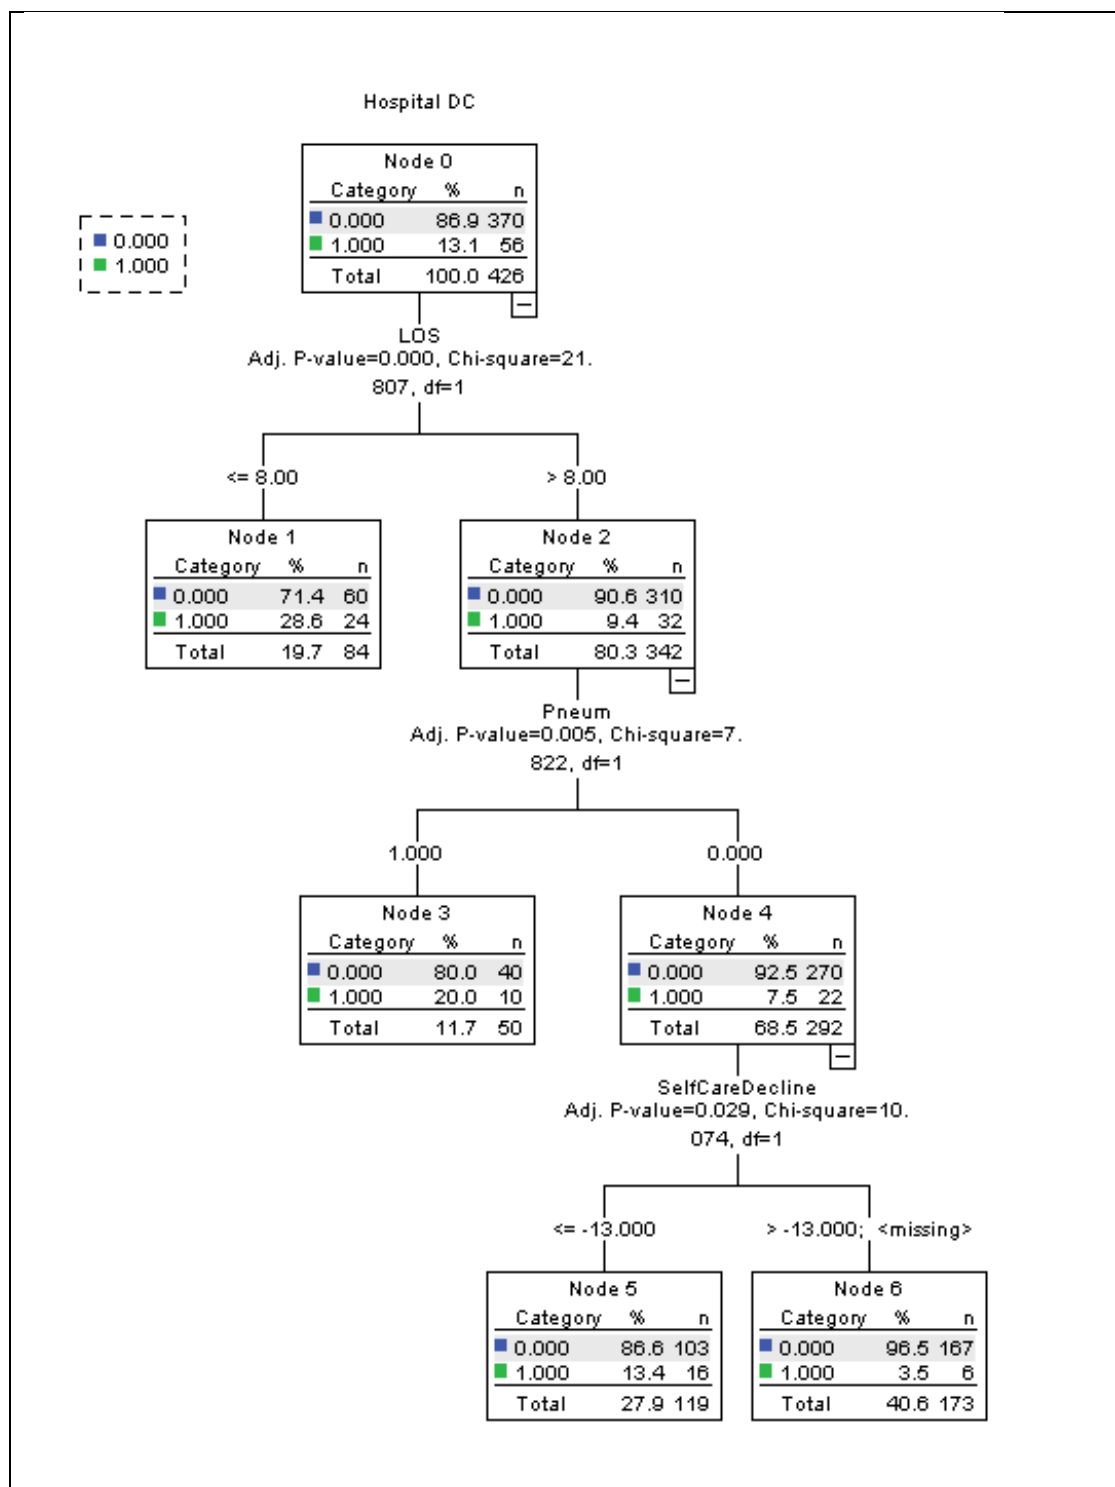 Hospital DC
Node 0
Category % n
0.000 86.9 370
1.000 13.1 56
Total 100.0 426
0.000
1.000
LOS
Adj. P-value=0.000, Chi-square=21.
807, df=1
<= 8.00
> 8.00
Node 1
Category % n
0.000 71.4 60
1.000 28.6 24
Total 19.7 84
Node 2
Category % n
0.000 90.6 310
1.000 9.4 32
Total 80.3 342
Pneum
Adj. P-value=0.005, Chi-square=7.
822, df=1
1.000
0.000
Node 3
Category % n
0.000 80.0 40
1.000 20.0 10
Total 11.7 50
Node 4
Category % n
0.000 92.5 270
1.000 7.5 22
Total 68.5 292
SelfCareDecline
Adj. P-value=0.029, Chi-square=10.
074, df=1
<= -13.000
> -13.000; <missing>
Node 5
Category % n
0.000 86.6 103
1.000 13.4 16
Total 27.9 119
Node 6
Category % n
0.000 96.5 167
1.000 3.5 6
Total 40.6 173